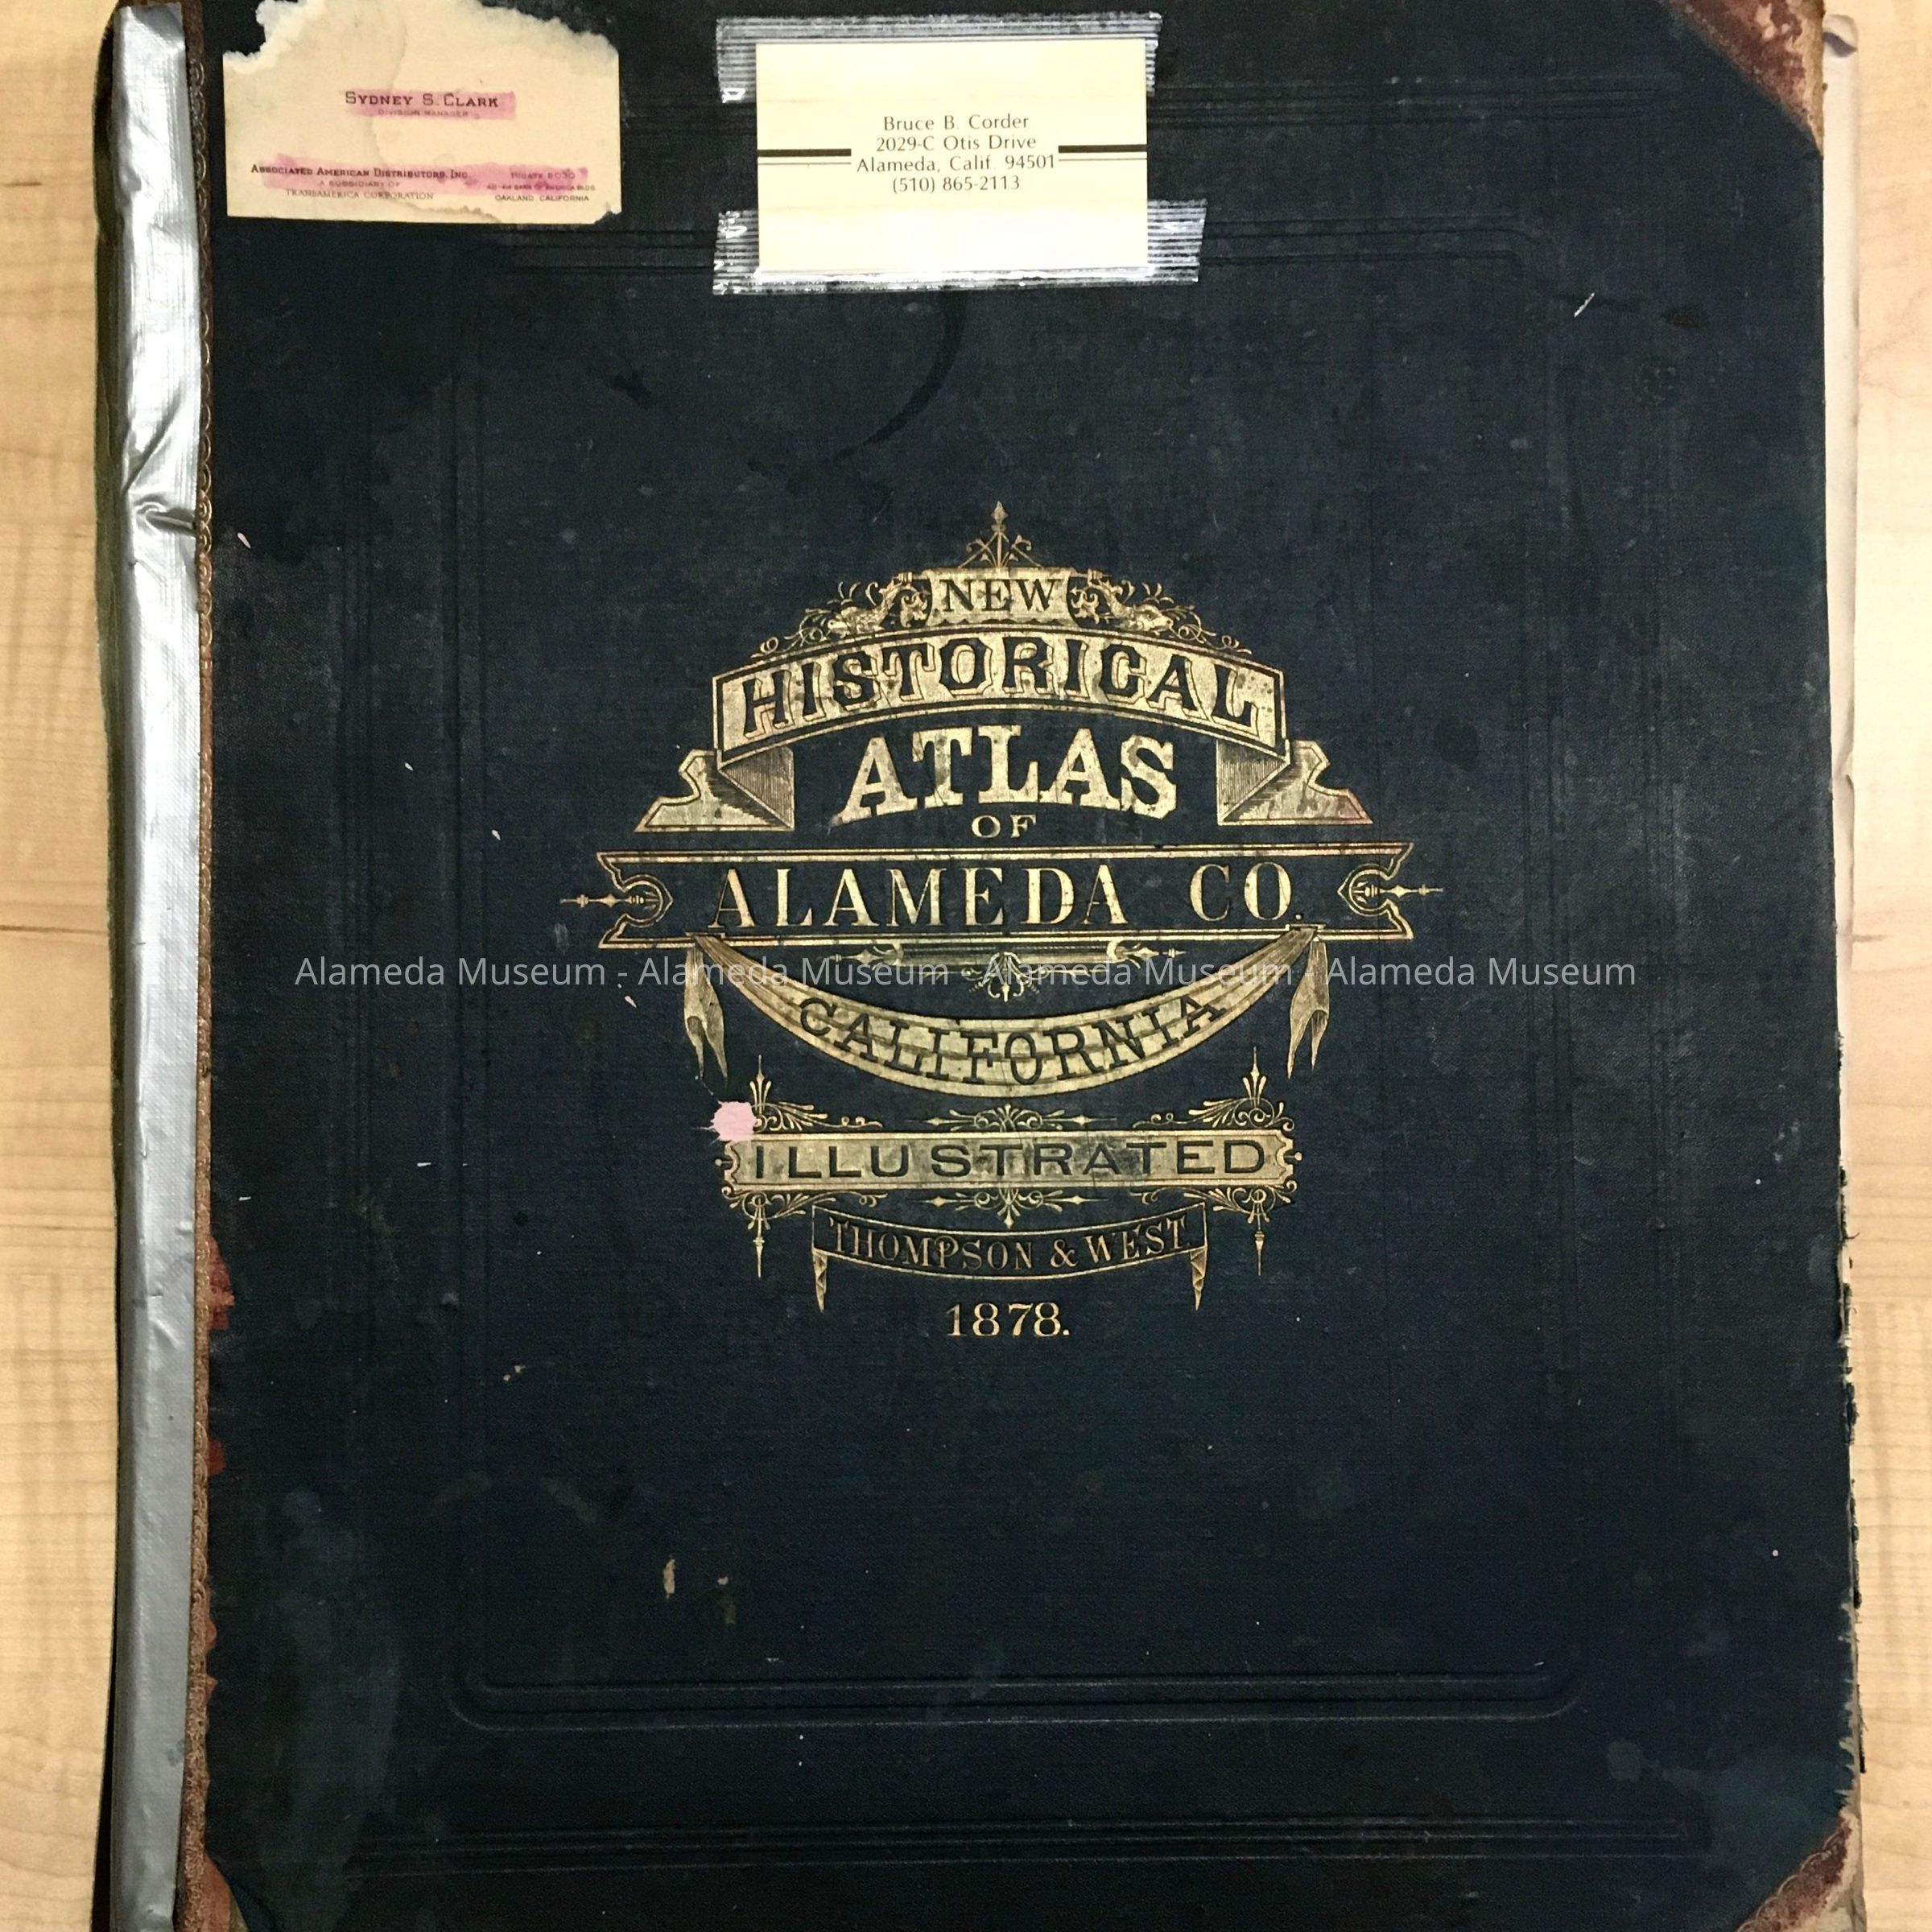 SYDNEY S. CLARK
DIVISION MANAGER
ASSOCIATED AMERICAN DISTRIBUTORS, INC.
A SUBSIDIARY OF
TRANSAMERICA CORPORATION
OAKLAND, CALIFORNIA
Bruce B. Corder
2029-C Otis Drive
Alameda, Calif. 94501
(510) 865-2113
NEW
HISTORICAL
ATLAS
OF
ALAMEDA CO.
Alameda Museum - Alameda Museum - Alameda Museum - Alameda Museum
CALIFORNIA
ILLUSTRATED
THOMPSON & WEST.
1878.